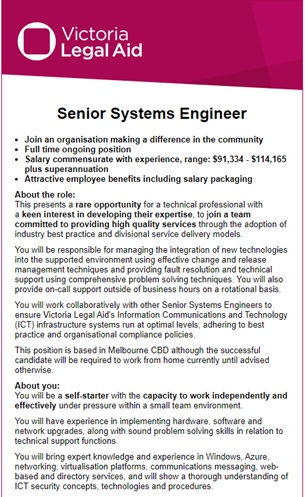 Victoria
Legal Aid
Senior Systems Engineer
• Join an organisation making a difference in the community
• Full time ongoing position
• Salary commensurate with experience, range: $91,334 - $114,165
plus superannuation
• Attractive employee benefits including salary packaging
About the role:
This presents a rare opportunity for a technical professional with
a keen interest in developing their expertise, to join a team
committed to providing high quality services through the adoption of
industry best practice and divisional service delivery models.
You will be responsible for managing the integration of new technologies
into the supported environment using effective change and release
management techniques and providing fault resolution and technical
support using comprehensive problem solving techniques. You will also
provide on-call support outside of business hours on a rotational basis.
You will work collaboratively with other Senior Systems Engineers to
ensure Victoria Legal Aid's Information Communications and Technology
(ICT) infrastructure systems run at optimal levels, adhering to best
practice and organisational compliance policies.
This position is based in Melbourne CBD although the successful
candidate will be required to work from home currently until advised
otherwise.
About you:
You will be a self-starter with the capacity to work independently and
effectively under pressure within a small team environment.
You will have experience in implementing hardware, software and
network upgrades, along with sound problem solving skills in relation to
technical support functions.
You will bring expert knowledge and experience in Windows, Azure,
networking, virtualisation platforms, communications messaging, web-
based and directory services, and will show a thorough understanding of
ICT security concepts, technologies and procedures.